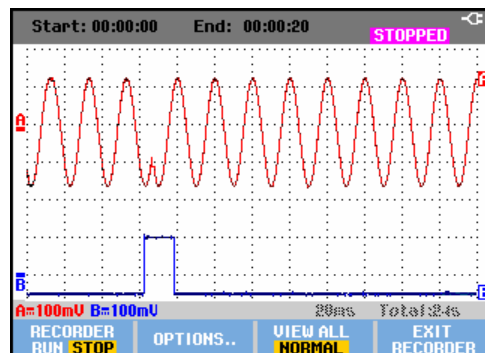 Start: 00:00:00 End: 00:00:20
STOPPED
A
B
A=100mV B=100mV 20ms Total:24s
RECORDER OPTIONS.. VIEW ALL EXIT
RUN STOP NORMAL RECORDER